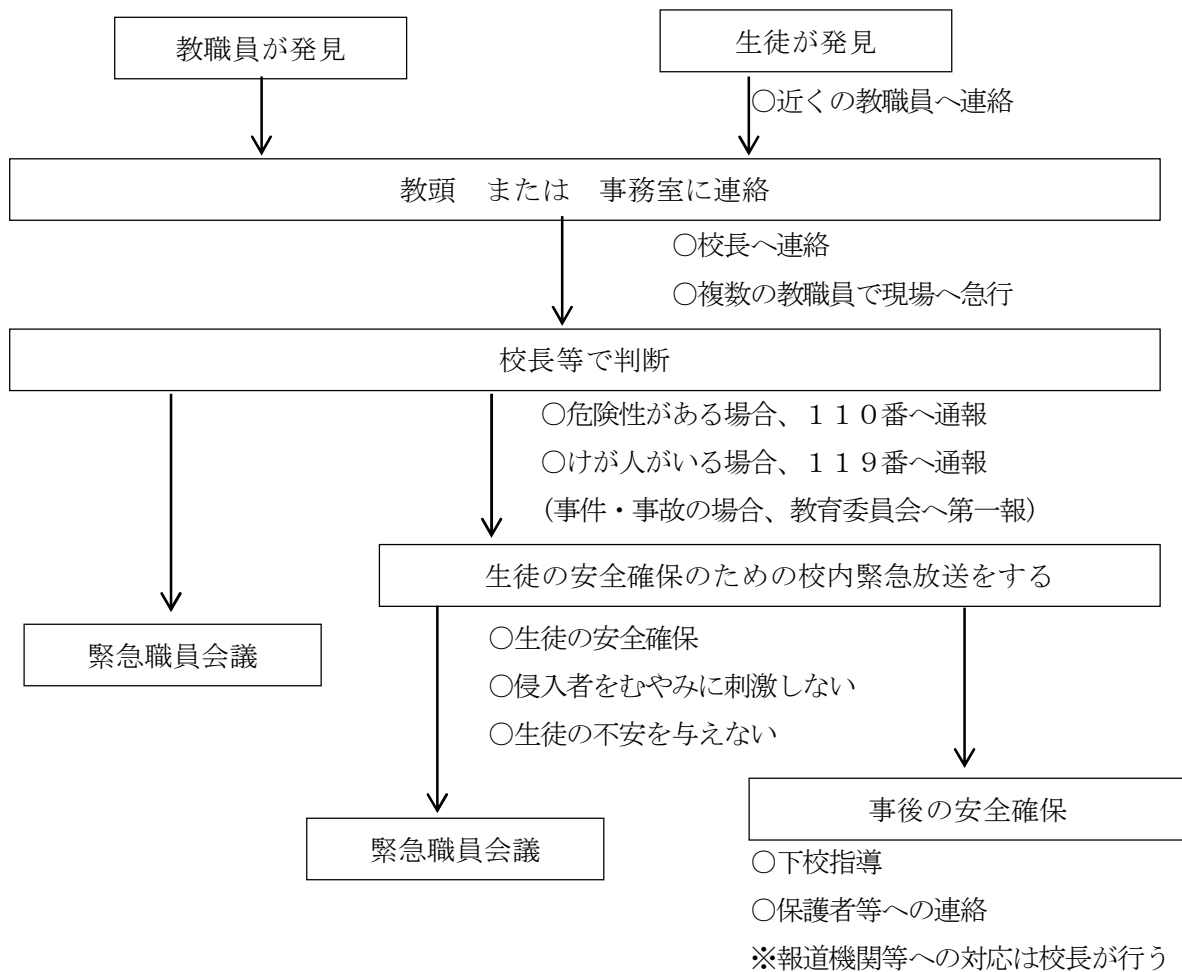 教職員が発見
生徒が発見
〇近くの教職員へ連絡
教頭　または　事務室に連絡
〇校長へ連絡
〇複数の教職員で現場へ急行
校長等で判断
〇危険性がある場合、１１０番へ通報
〇けが人がいる場合、１１９番へ通報
（事件・事故の場合、教育委員会へ第一報）
生徒の安全確保のための校内緊急放送をする
緊急職員会議
〇生徒の安全確保
〇侵入者をむやみに刺激しない
〇生徒の不安を与えない
事後の安全確保
緊急職員会議
〇下校指導
〇保護者等への連絡
※報道機関等への対応は校長が行う